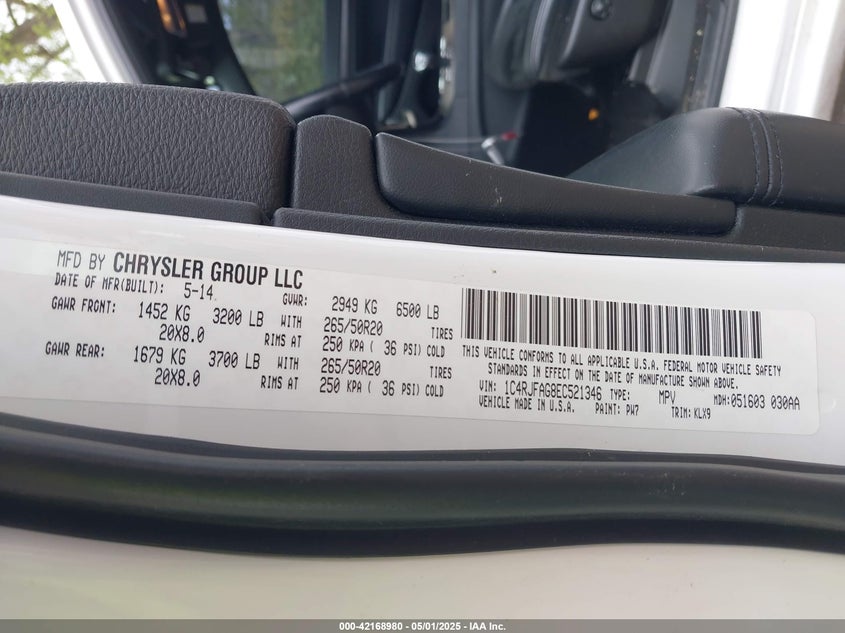 MFD BY CHRYSLER GROUP LLC
DATE OF MFR(BUILT): 5-14 GVWR: 2949 KG 6500 LB
GAWR FRONT: 1452 KG 3200 LB WITH 265/50R20 TIRES
20X8.0 RIMS AT 250 KPA ( 36 PSI) COLD
GAWR REAR: 1679 KG 3700 LB WITH 265/50R20 TIRES
20X8.0 RIMS AT 250 KPA ( 36 PSI) COLD
THIS VEHICLE CONFORMS TO ALL APPLICABLE U.S.A. FEDERAL MOTOR VEHICLE SAFETY
STANDARDS IN EFFECT ON THE DATE OF MANUFACTURE SHOWN ABOVE.
VIN: 1C4RJFAG8EC521346 TYPE: MPV MDH:051603 030AA
VEHICLE MADE IN U.S.A. PAINT: PW7 TRIM: KLX9
000-42168980 - 05/01/2025 - IAA Inc.